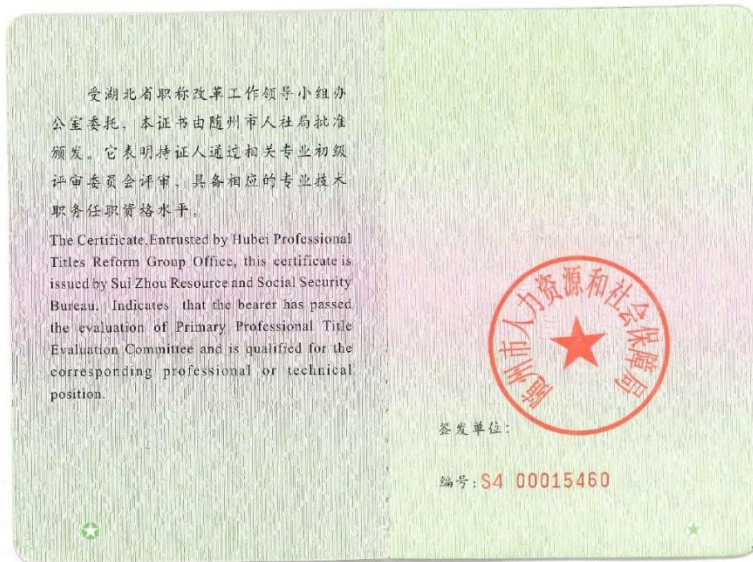 受湖北省职称改革工作领导小组办
公室委托，本证书由随州市人社局批准
颁发。它表明持证人通过相关专业初级
评审委员会评审，具备相应的专业技术
职务任职资格水平。
The Certificate.Entrusted by Hubei Professional
Titles Reform Group Office, this certificate is
issued by Sui Zhou Resource and Social Security
Bureau. Indicates that the bearer has passed
the evaluation of Primary Professional Title
Evaluation Committee and is qualified for the
corresponding professional or technical
position.
随州市人力资源和社会保障局
签发单位：
编号：S4 00015460